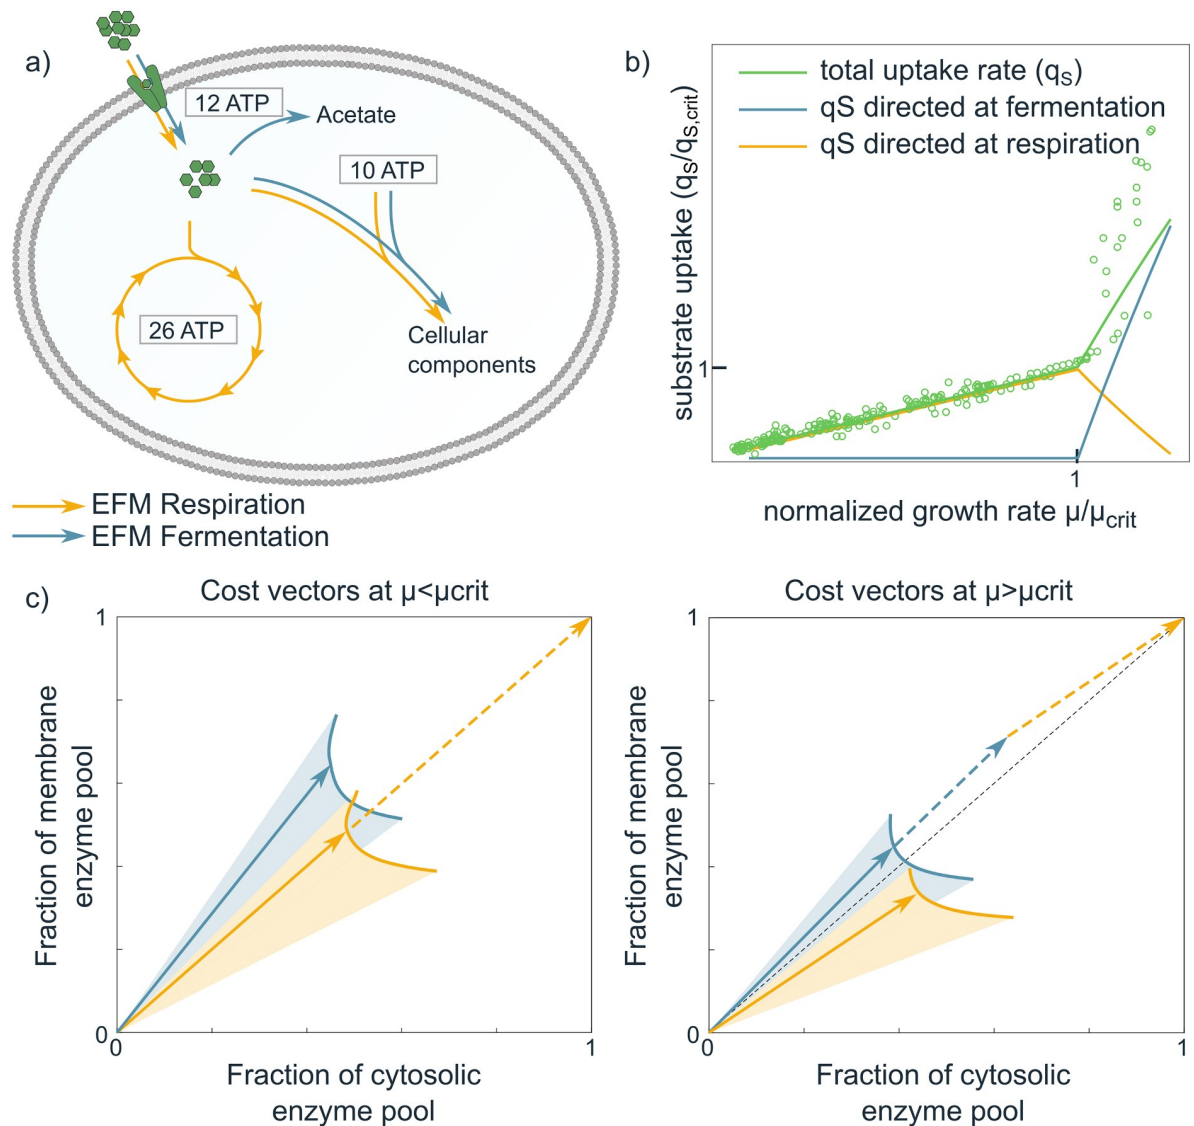 a)
12 ATP
Acetate
10 ATP
26 ATP
Cellular
components
EFM Respiration
EFM Fermentation
b)
total uptake rate (qS)
qS directed at fermentation
qS directed at respiration
substrate uptake (qS/qS,crit)
1
1
normalized growth rate μ/μcrit
c)
Cost vectors at μ<μcrit
1
Fraction of membrane
enzyme pool
0
0
1
Fraction of cytosolic
enzyme pool
Cost vectors at μ>μcrit
1
Fraction of membrane
enzyme pool
0
0
1
Fraction of cytosolic
enzyme pool